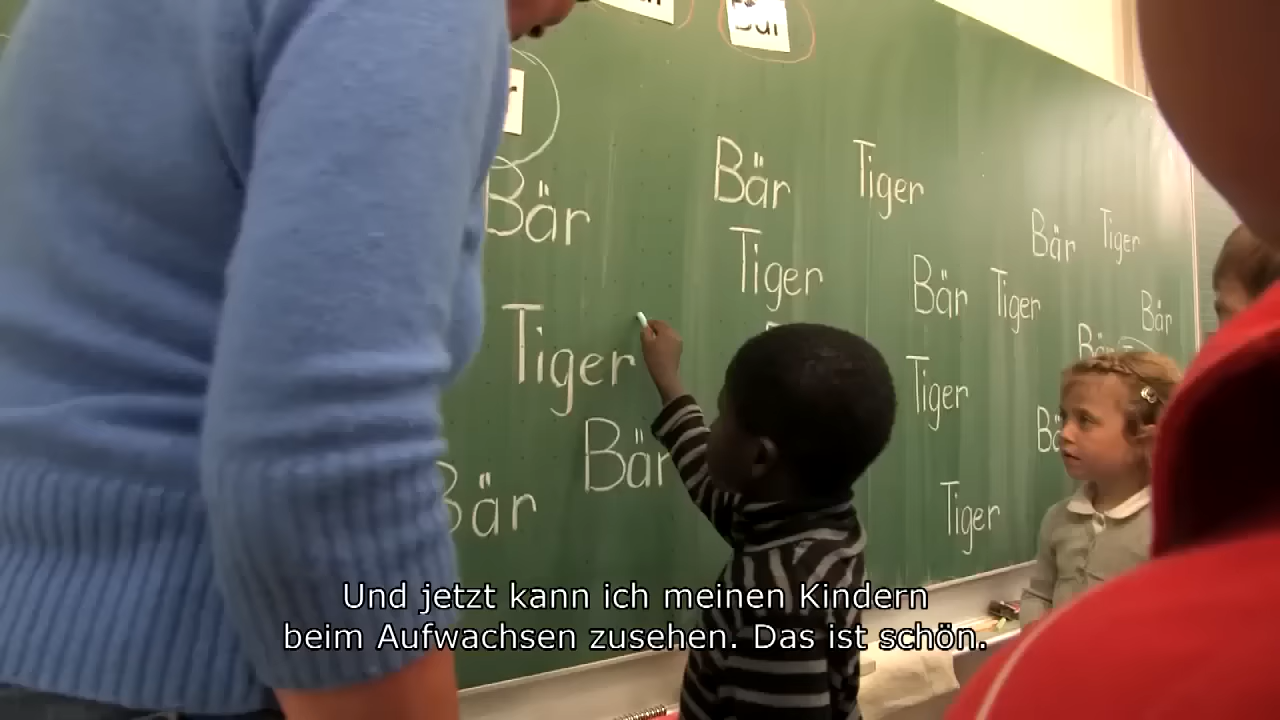 Bär
Bär
Tiger
Bär
Tiger
Bär
Tiger
Bär
Tiger
Bär
Tiger
Bär
Tiger
Bär
Bär
Tiger
Und jetzt kann ich meinen Kindern
beim Aufwachsen zusehen. Das ist schön.